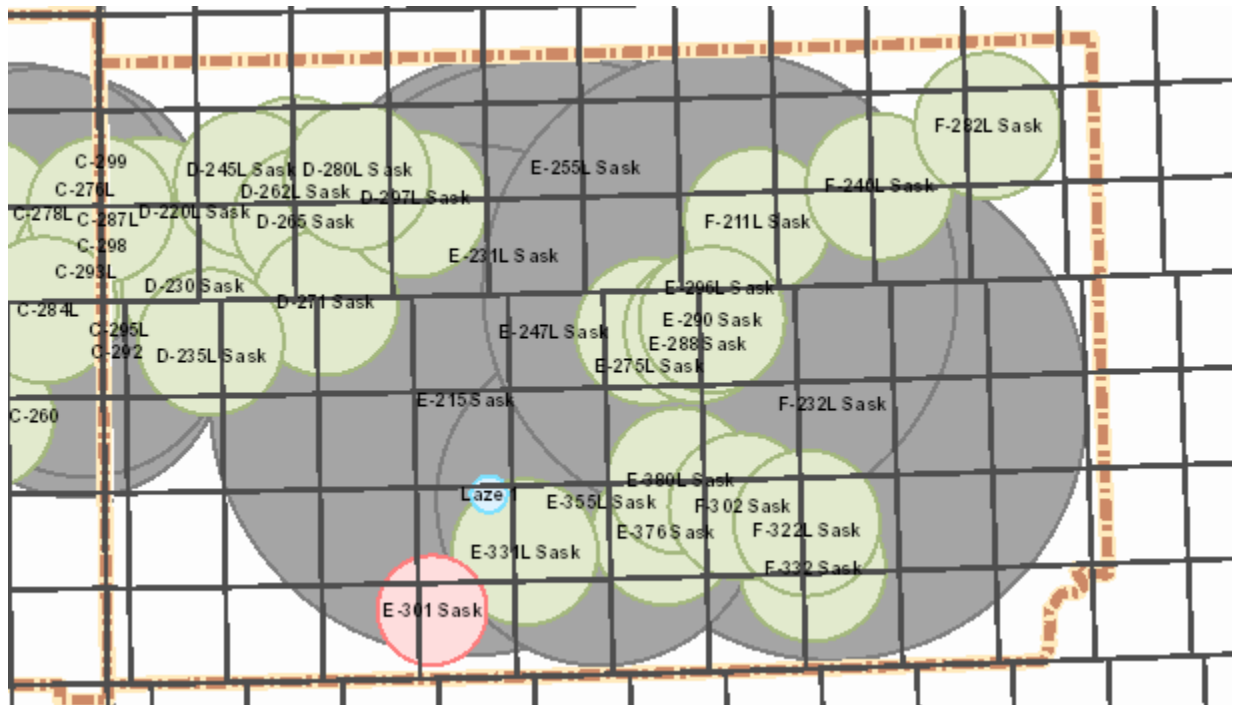 F-282L Sask
C-299
D-245L Sask
D-280L Sask
E-255L Sask
C-276L
D-262L Sask
D-297L Sask
F-240L Sask
C-278L
C-287L
D-220L Sask
D-265 Sask
F-211L Sask
C-298
E-231L Sask
C-293L
D-230 Sask
E-296L Sask
C-284L
D-271 Sask
E-290 Sask
C-295L
E-247L Sask
E-288 Sask
C-292
D-235L Sask
E-275L Sask
C-260
E-215 Sask
F-232L Sask
E-380L Sask
Laze 1
E-355L Sask
F-302 Sask
E-376 Sask
F-322L Sask
E-331L Sask
F-332 Sask
E-301 Sask